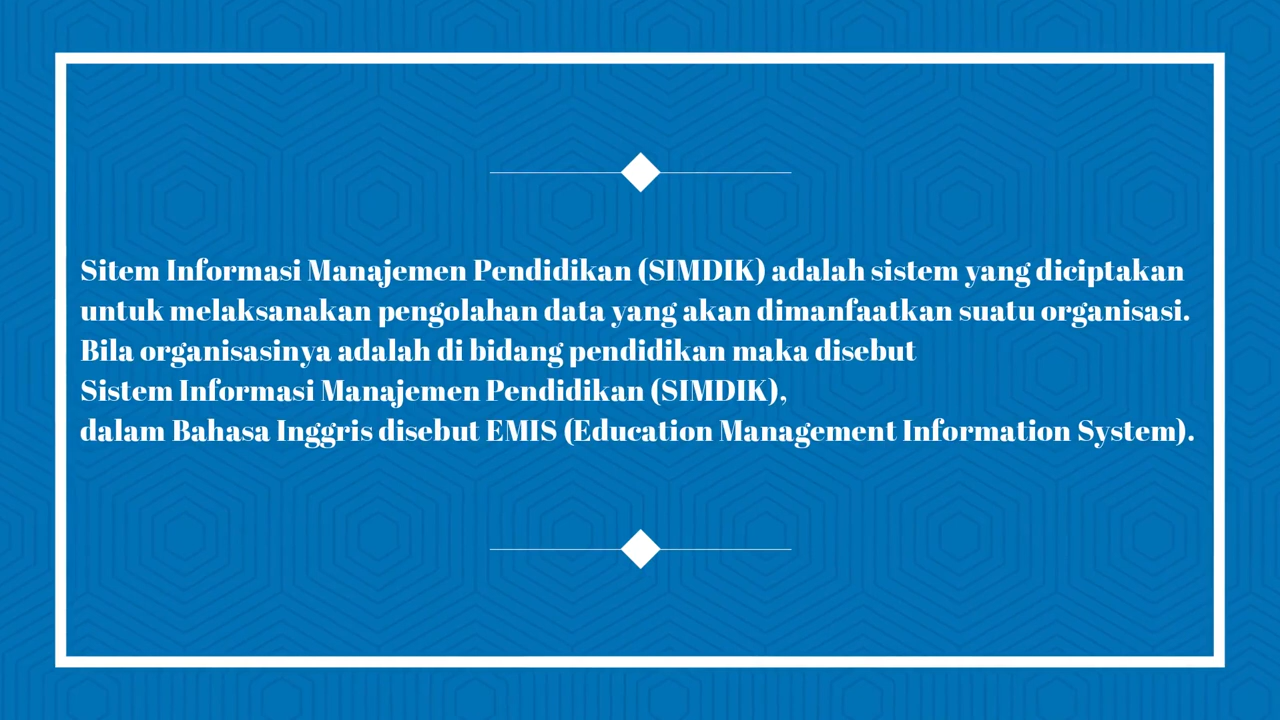 Sitem Informasi Manajemen Pendidikan (SIMDIK) adalah sistem yang diciptakan
untuk melaksanakan pengolahan data yang akan dimanfaatkan suatu organisasi.
Bila organisasinya adalah di bidang pendidikan maka disebut
Sistem Informasi Manajemen Pendidikan (SIMDIK),
dalam Bahasa Inggris disebut EMIS (Education Management Information System).